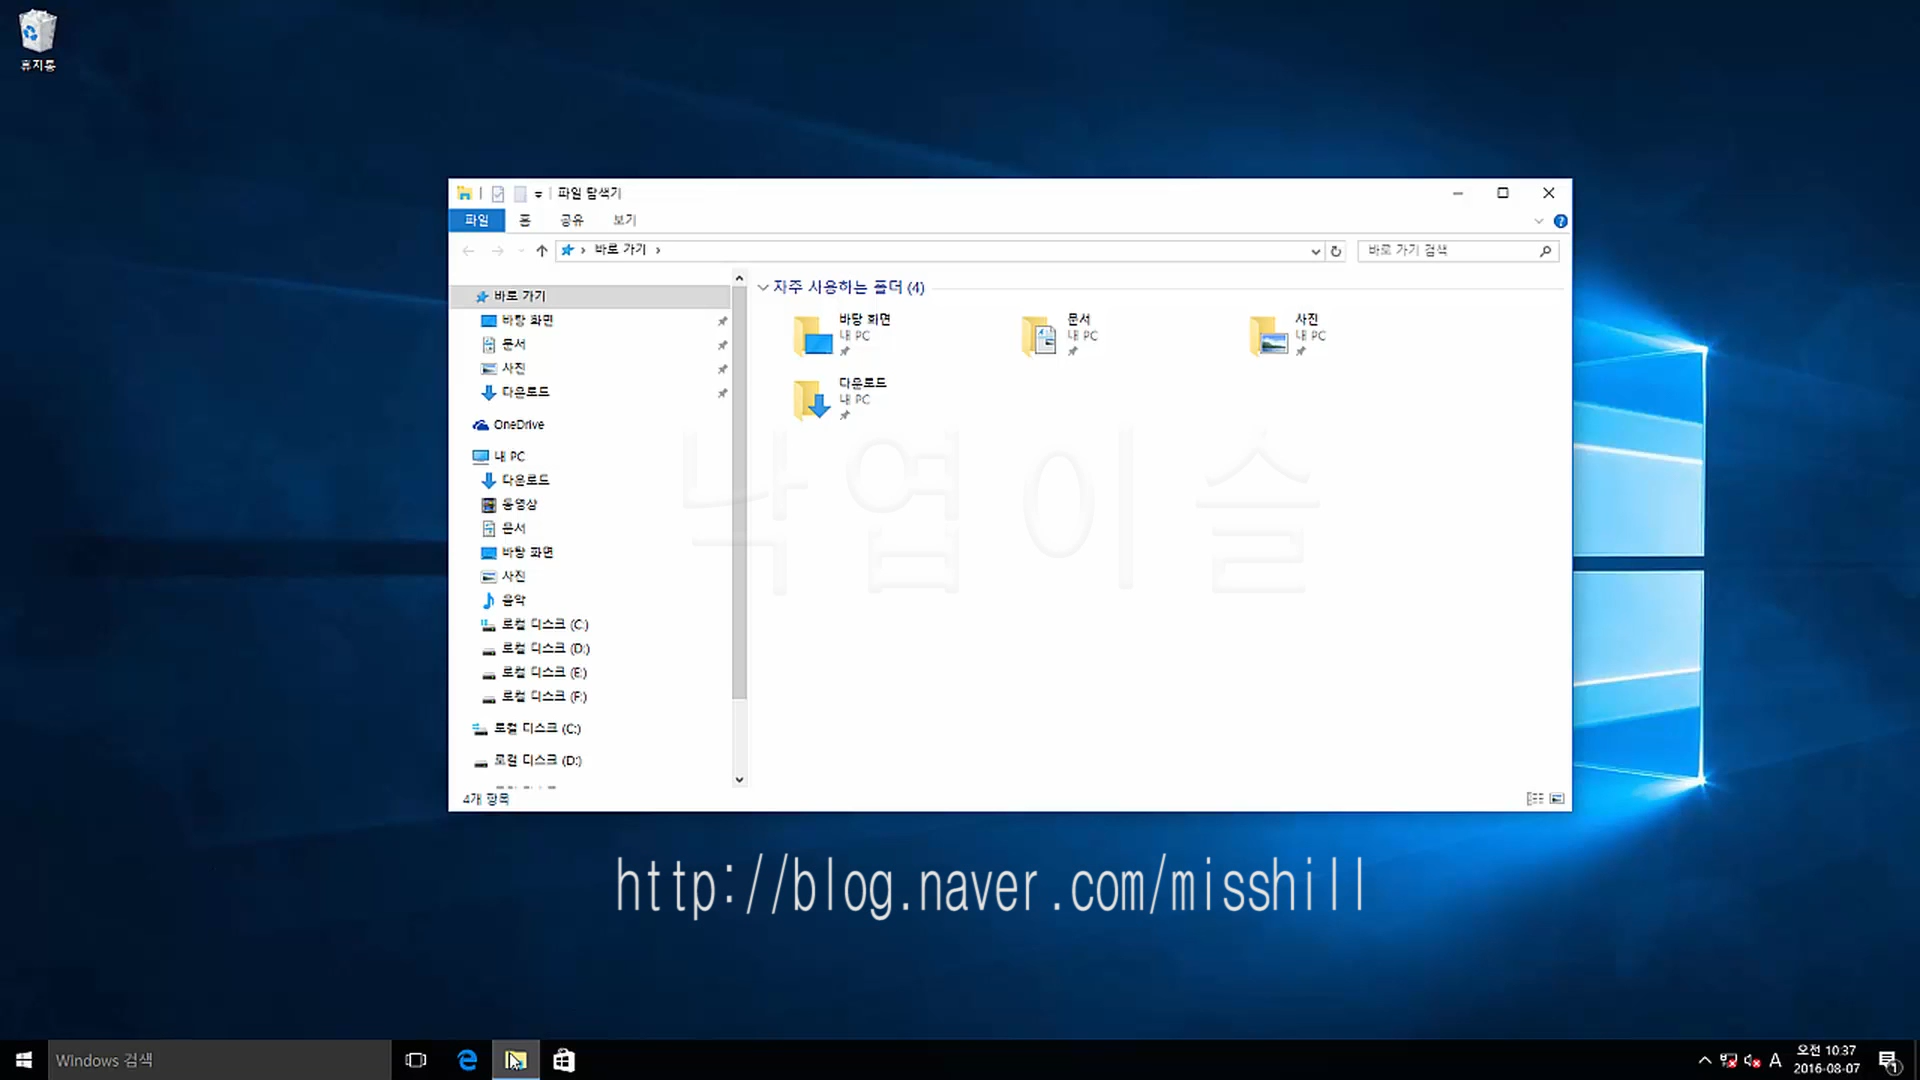 휴지통
파일 탐색기
파일 홈 공유 보기
바로 가기
바로 가기 검색
바로 가기
바탕 화면
문서
사진
다운로드
OneDrive
내 PC
다운로드
동영상
문서
바탕 화면
사진
음악
로컬 디스크 (C:)
로컬 디스크 (D:)
로컬 디스크 (E:)
로컬 디스크 (F:)
로컬 디스크 (C:)
로컬 디스크 (D:)
자주 사용하는 폴더 (4)
바탕 화면
내 PC
문서
내 PC
사진
내 PC
다운로드
내 PC
낙엽이슬
4개 항목
http://blog.naver.com/misshill
Windows 검색
A
오전 10:37
2016-08-07
1